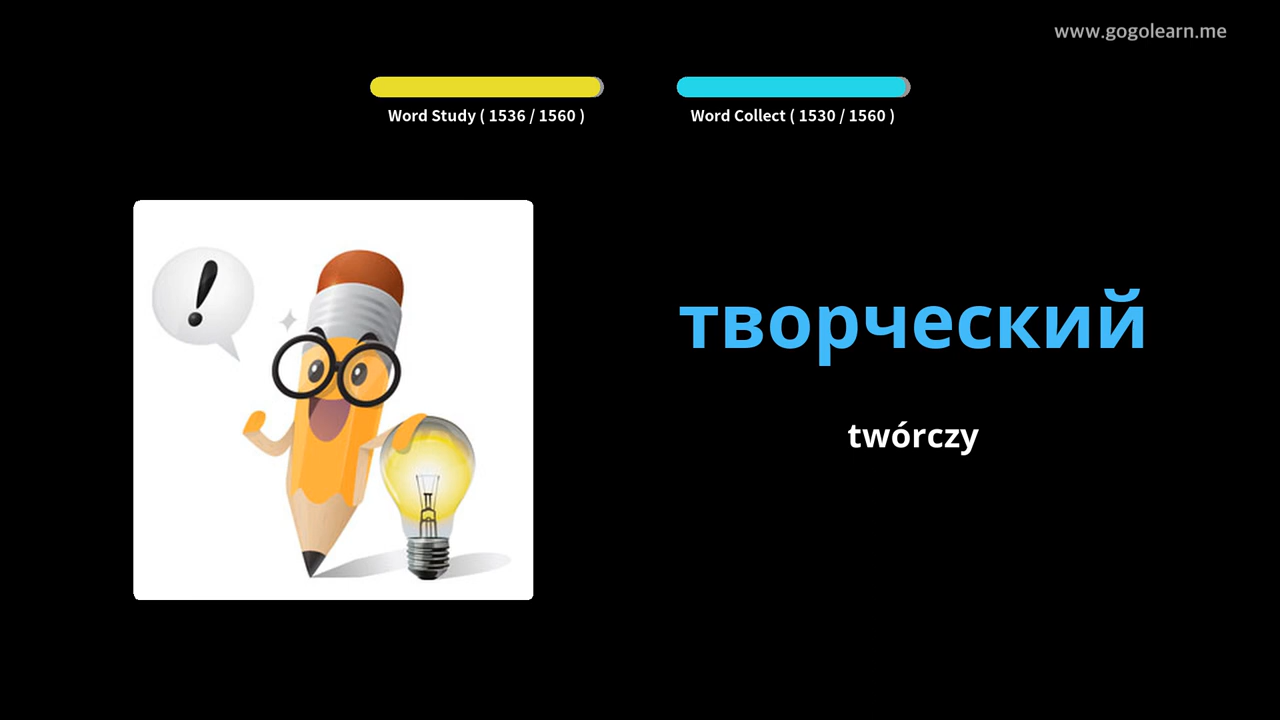 www.gogolearn.me
Word Study ( 1536 / 1560 )
Word Collect ( 1530 / 1560 )
!
творческий
twórczy